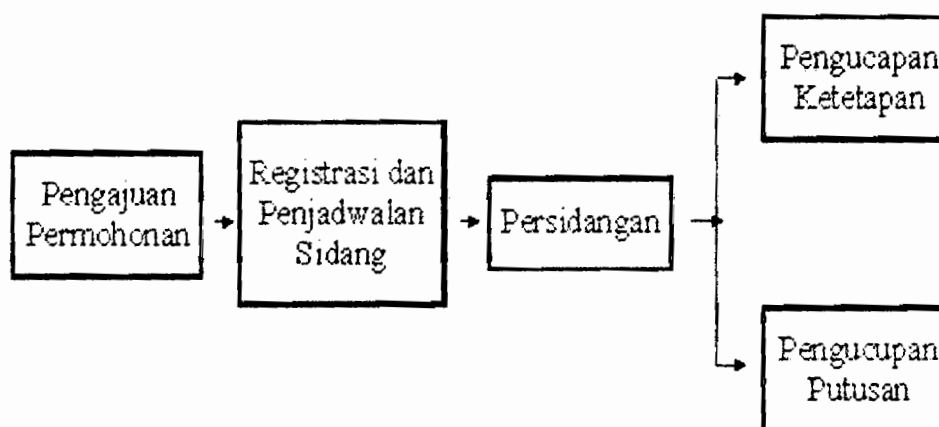 Pengajuan
Permohonan
Registrasi dan
Penjadwalan
Sidang
Persidangan
Pengucapan
Ketetapan
Pengucupan
Putusan